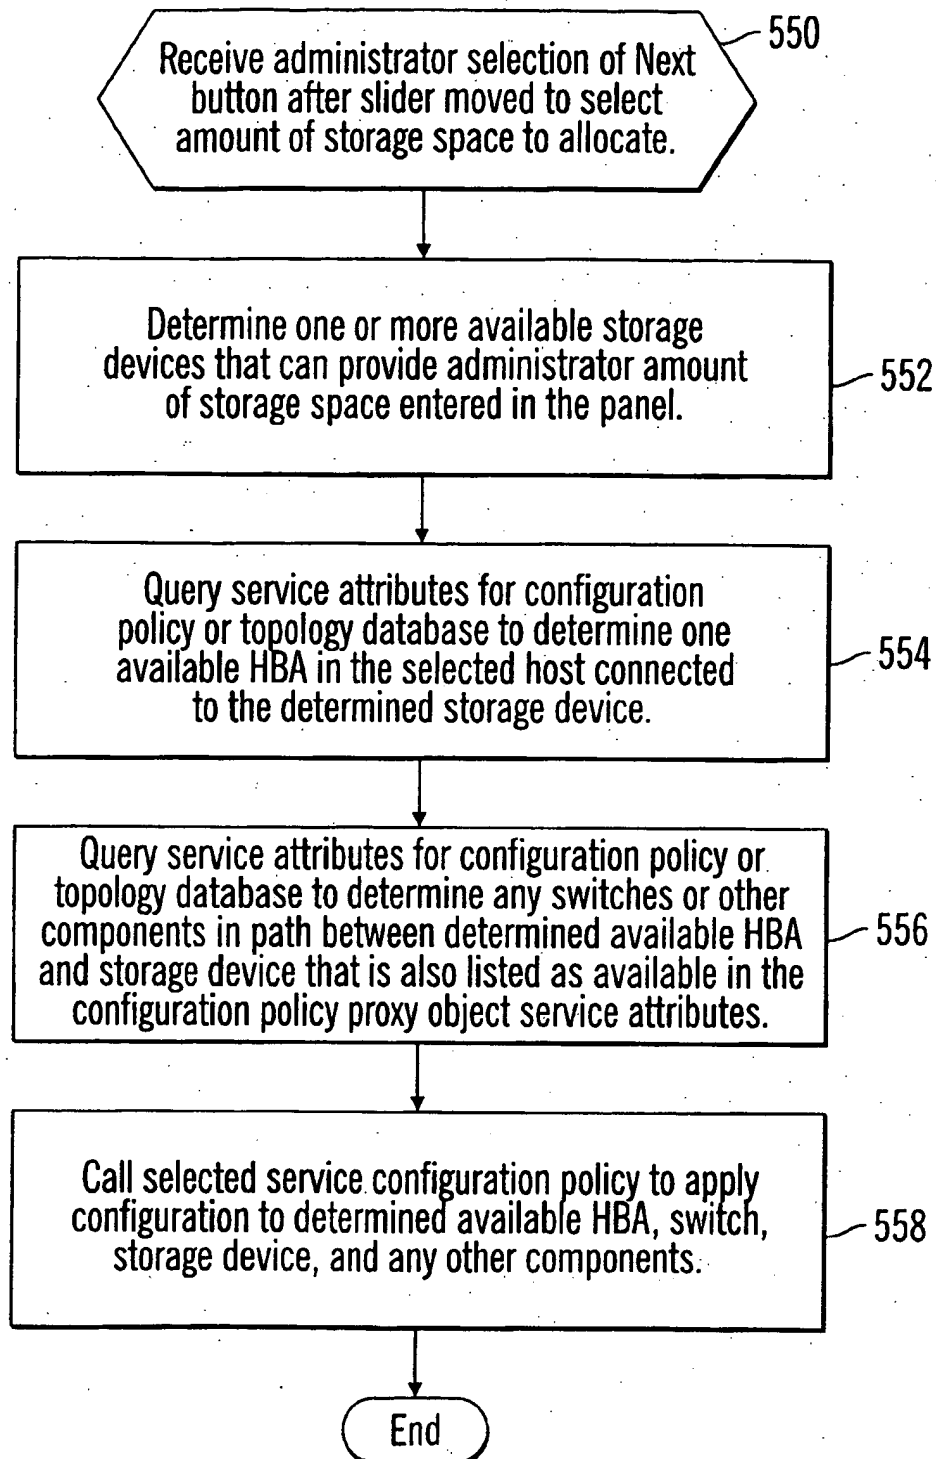 Receive administrator selection of Next
button after slider moved to select
amount of storage space to allocate.
550
Determine one or more available storage
devices that can provide administrator amount
of storage space entered in the panel.
552
Query service attributes for configuration
policy or topology database to determine one
available HBA in the selected host connected
to the determined storage device.
554
Query service attributes for configuration policy or
topology database to determine any switches or other
components in path between determined available HBA
and storage device that is also listed as available in the
configuration policy proxy object service attributes.
556
Call selected service configuration policy to apply
configuration to determined available HBA, switch,
storage device, and any other components.
558
End